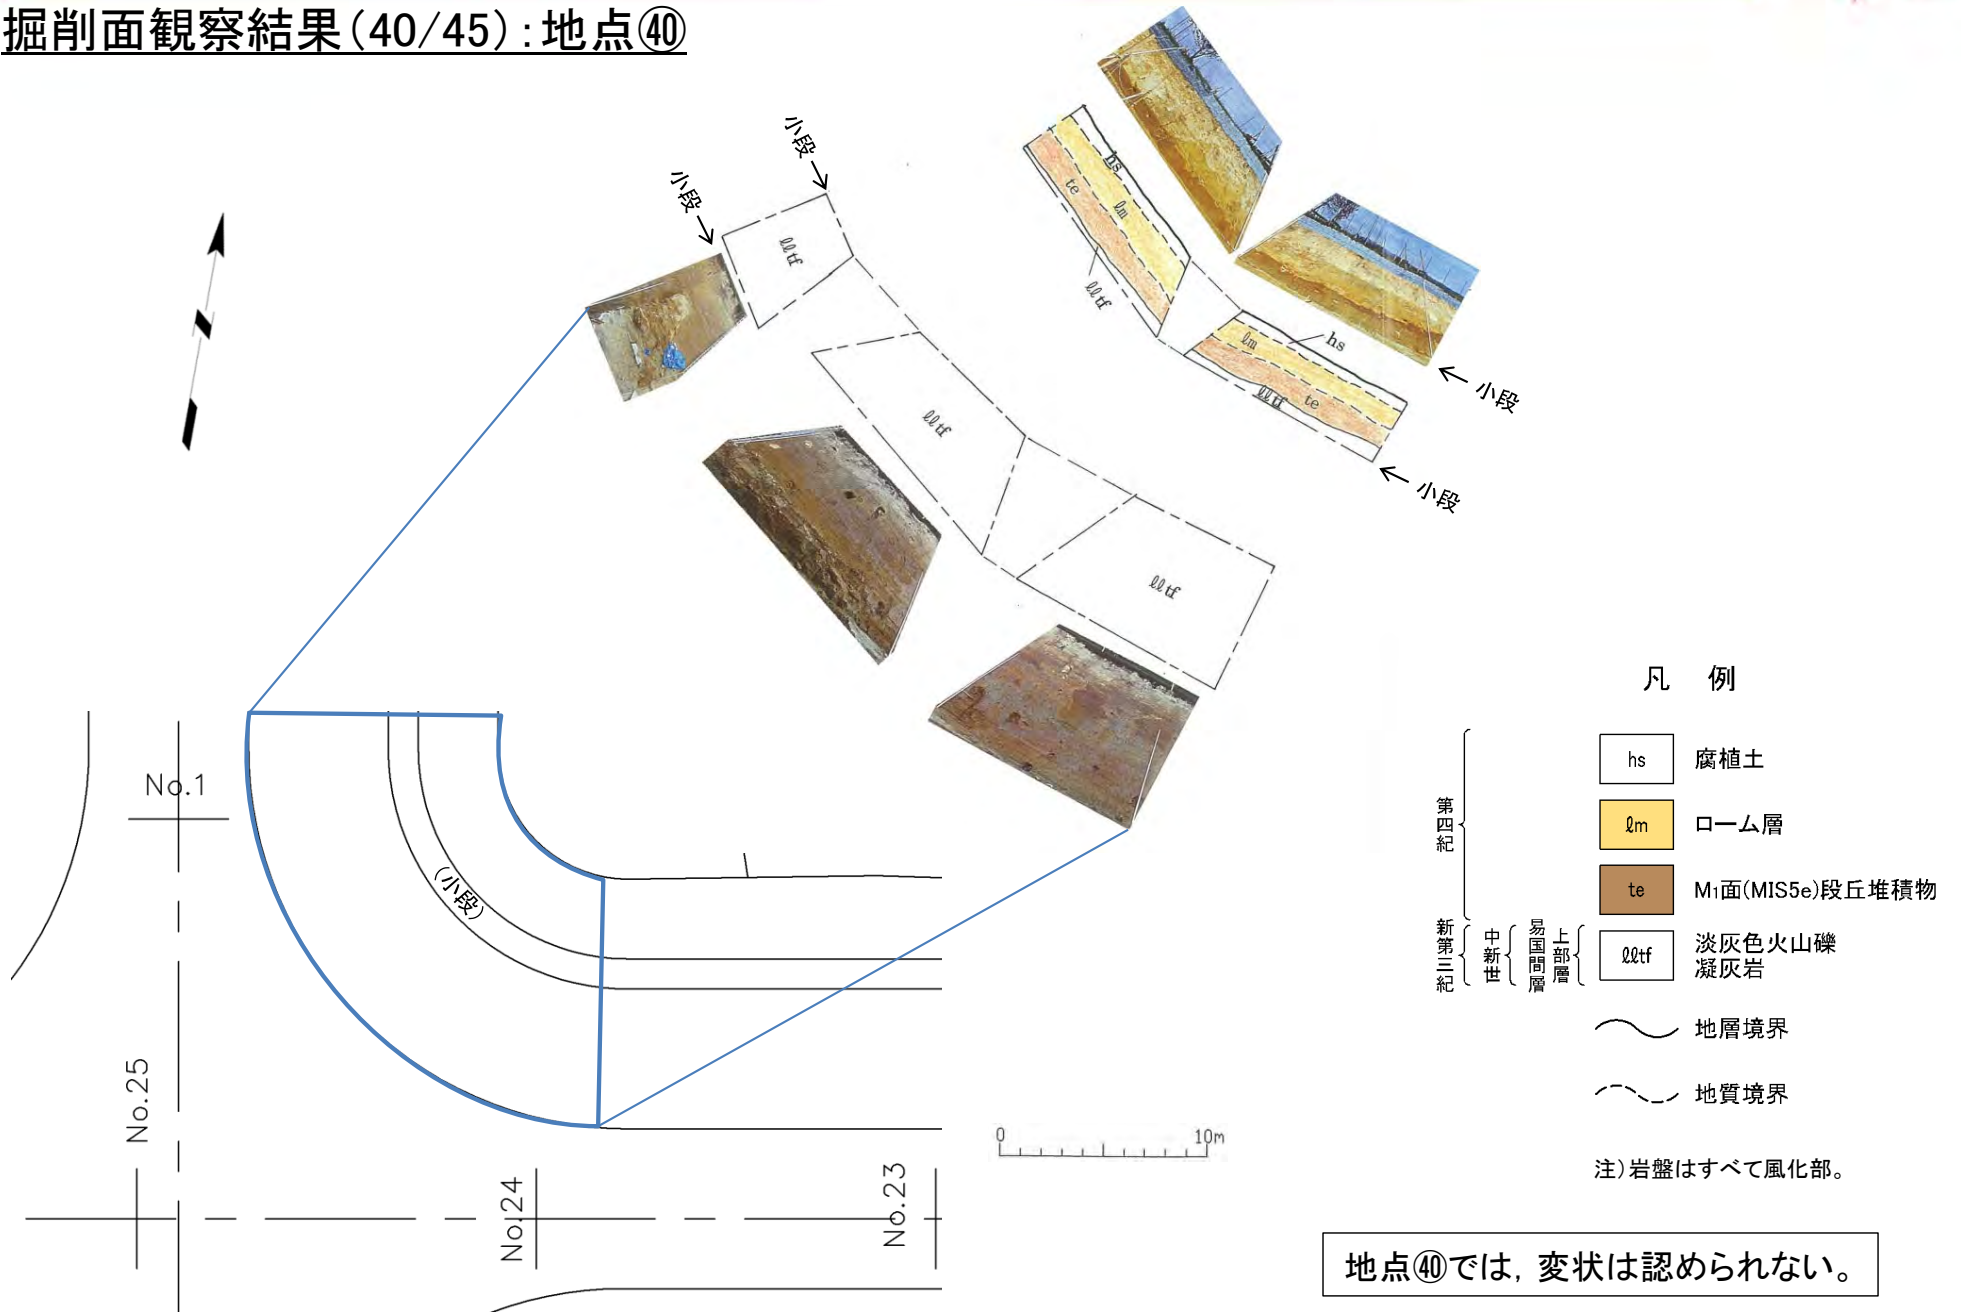 掘削面観察結果(40/45):地点㊵
小段
小段
ℓℓtf
hs
te
ℓm
ℓℓtf
ℓm
hs
ℓℓtf
te
小段
小段
ℓℓtf
ℓℓtf
No.1
(小段)
No.25
No.24
No.23
0 10m
凡 例
第四紀
hs 腐植土
ℓm ローム層
te M₁面(MIS5e)段丘堆積物
新第三紀
中新世
易国間層
上部層
ℓℓtf 淡灰色火山礫
凝灰岩
地層境界
地質境界
注)岩盤はすべて風化部。
地点㊵では,変状は認められない。